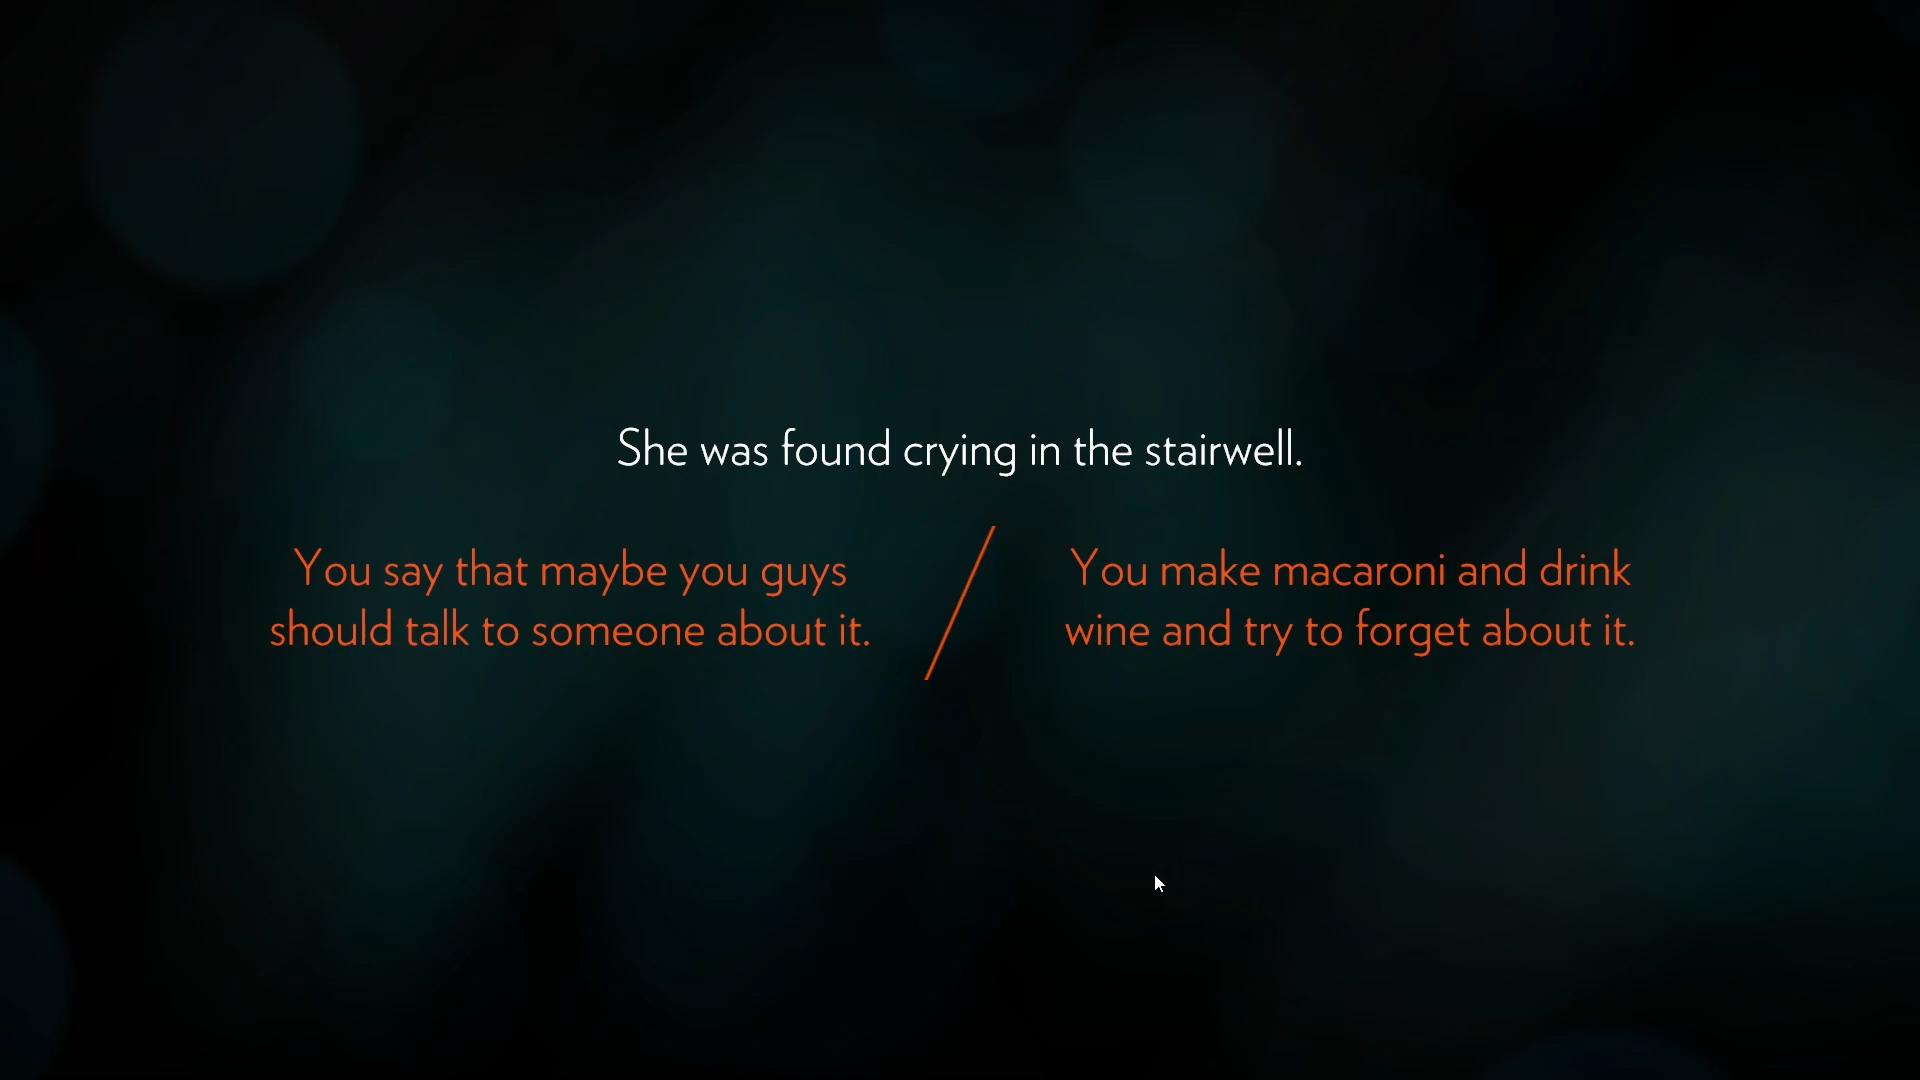 She was found crying in the stairwell.
You say that maybe you guys
should talk to someone about it.
You make macaroni and drink
wine and try to forget about it.